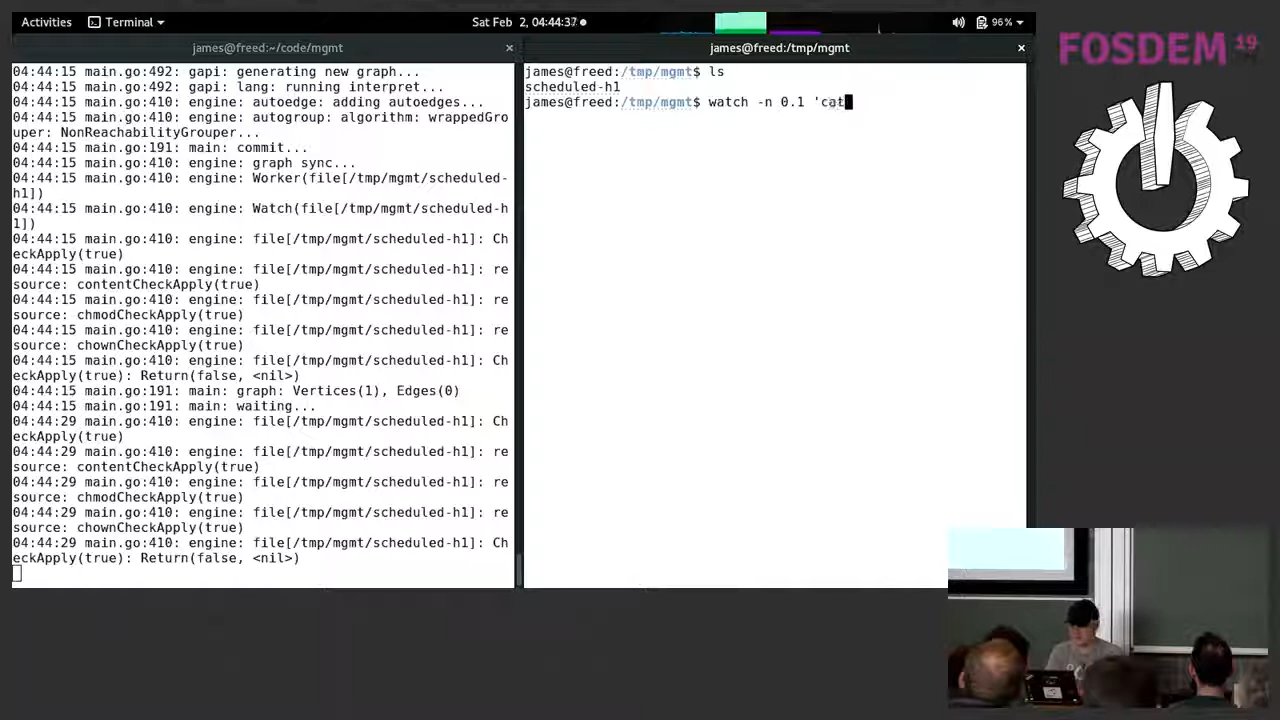 Activities
Terminal
Sat Feb 2, 04:44:37
96%
james@freed:~/code/mgmt
×
james@freed:/tmp/mgmt
×
04:44:15 main.go:492: gapi: generating new graph...
04:44:15 main.go:492: gapi: lang: running interpret...
04:44:15 main.go:410: engine: autoedge: adding autoedges...
04:44:15 main.go:410: engine: autogroup: algorithm: wrappedGro
uper: NonReachabilityGrouper...
04:44:15 main.go:191: main: commit...
04:44:15 main.go:410: engine: graph sync...
04:44:15 main.go:410: engine: Worker(file[/tmp/mgmt/scheduled-
h1])
04:44:15 main.go:410: engine: Watch(file[/tmp/mgmt/scheduled-h
1])
04:44:15 main.go:410: engine: file[/tmp/mgmt/scheduled-h1]: Ch
eckApply(true)
04:44:15 main.go:410: engine: file[/tmp/mgmt/scheduled-h1]: re
source: contentCheckApply(true)
04:44:15 main.go:410: engine: file[/tmp/mgmt/scheduled-h1]: re
source: chmodCheckApply(true)
04:44:15 main.go:410: engine: file[/tmp/mgmt/scheduled-h1]: re
source: chownCheckApply(true)
04:44:15 main.go:410: engine: file[/tmp/mgmt/scheduled-h1]: Ch
eckApply(true): Return(false, <nil>)
04:44:15 main.go:191: main: graph: Vertices(1), Edges(0)
04:44:15 main.go:191: main: waiting...
04:44:29 main.go:410: engine: file[/tmp/mgmt/scheduled-h1]: Ch
eckApply(true)
04:44:29 main.go:410: engine: file[/tmp/mgmt/scheduled-h1]: re
source: contentCheckApply(true)
04:44:29 main.go:410: engine: file[/tmp/mgmt/scheduled-h1]: re
source: chmodCheckApply(true)
04:44:29 main.go:410: engine: file[/tmp/mgmt/scheduled-h1]: re
source: chownCheckApply(true)
04:44:29 main.go:410: engine: file[/tmp/mgmt/scheduled-h1]: Ch
eckApply(true): Return(false, <nil>)
james@freed:/tmp/mgmt$ ls
scheduled-h1
james@freed:/tmp/mgmt$ watch -n 0.1 'cat
FOSDEM 19